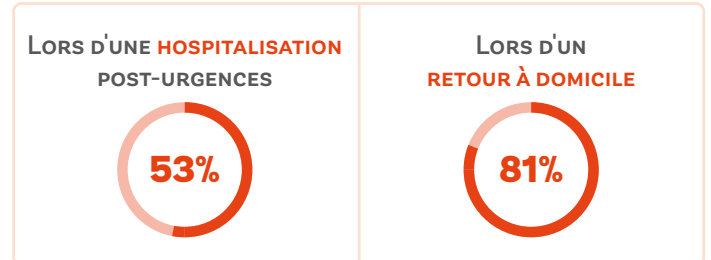 Lors d'une hospitalisation
post-urgences
53%
Lors d'un
retour à domicile
81%